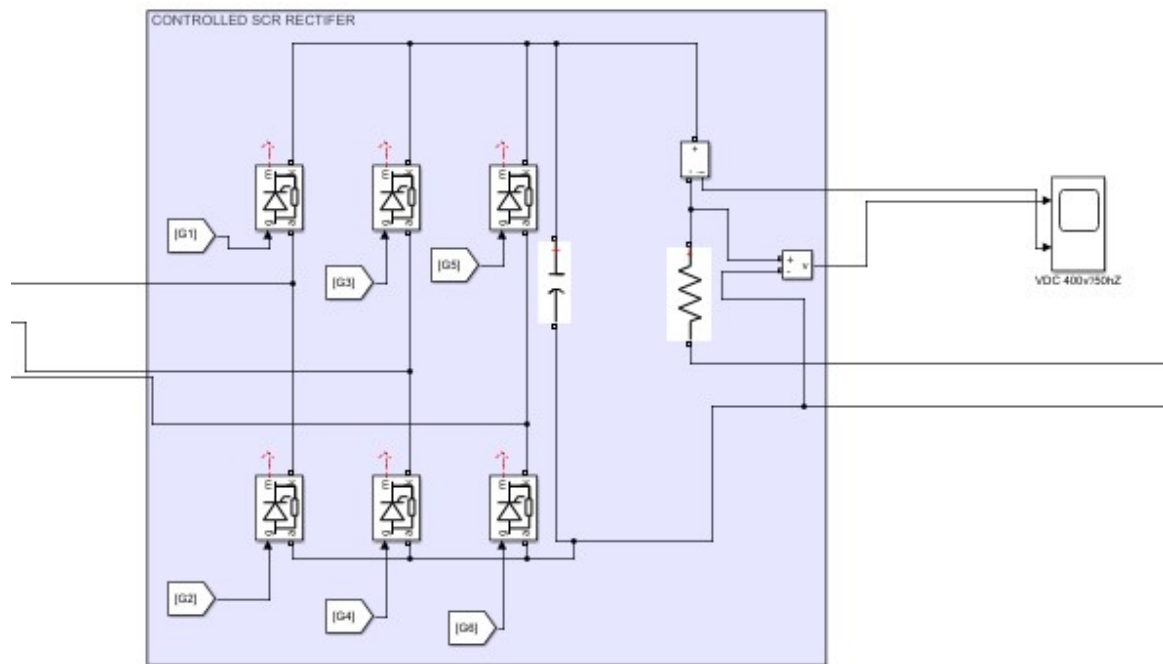 CONTROLLED SCR RECTIFER
m k
m k
m k
g a
g a
g a
[G1]
[G3]
[G5]
+
- i
+
+
+
-
v
VDC 400v!50hZ
m k
m k
m k
g a
g a
g a
[G2]
[G4]
[G6]